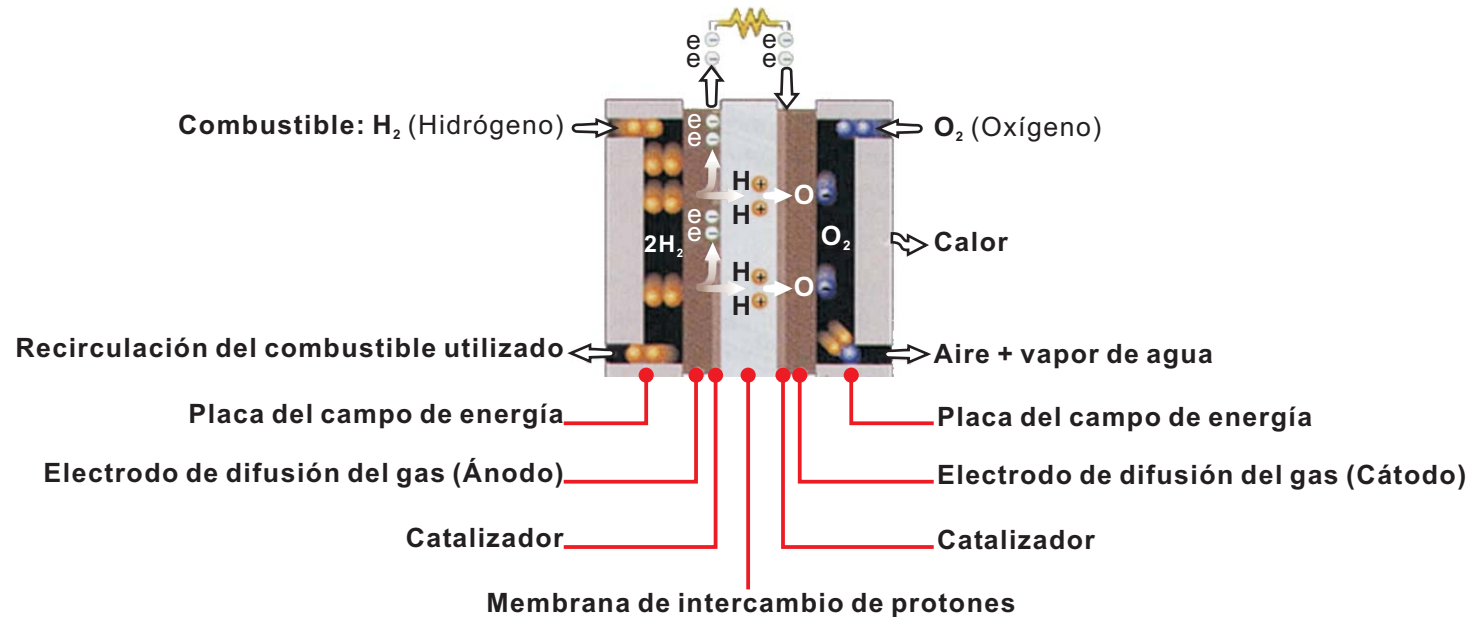 e e
e e
Combustible: H₂ (Hidrógeno)
O₂ (Oxígeno)
e
e
H
O
H
e
e
2H₂
O₂
Calor
H
O
H
Recirculación del combustible utilizado
Aire + vapor de agua
Placa del campo de energía
Placa del campo de energía
Electrodo de difusión del gas (Ánodo)
Electrodo de difusión del gas (Cátodo)
Catalizador
Catalizador
Membrana de intercambio de protones